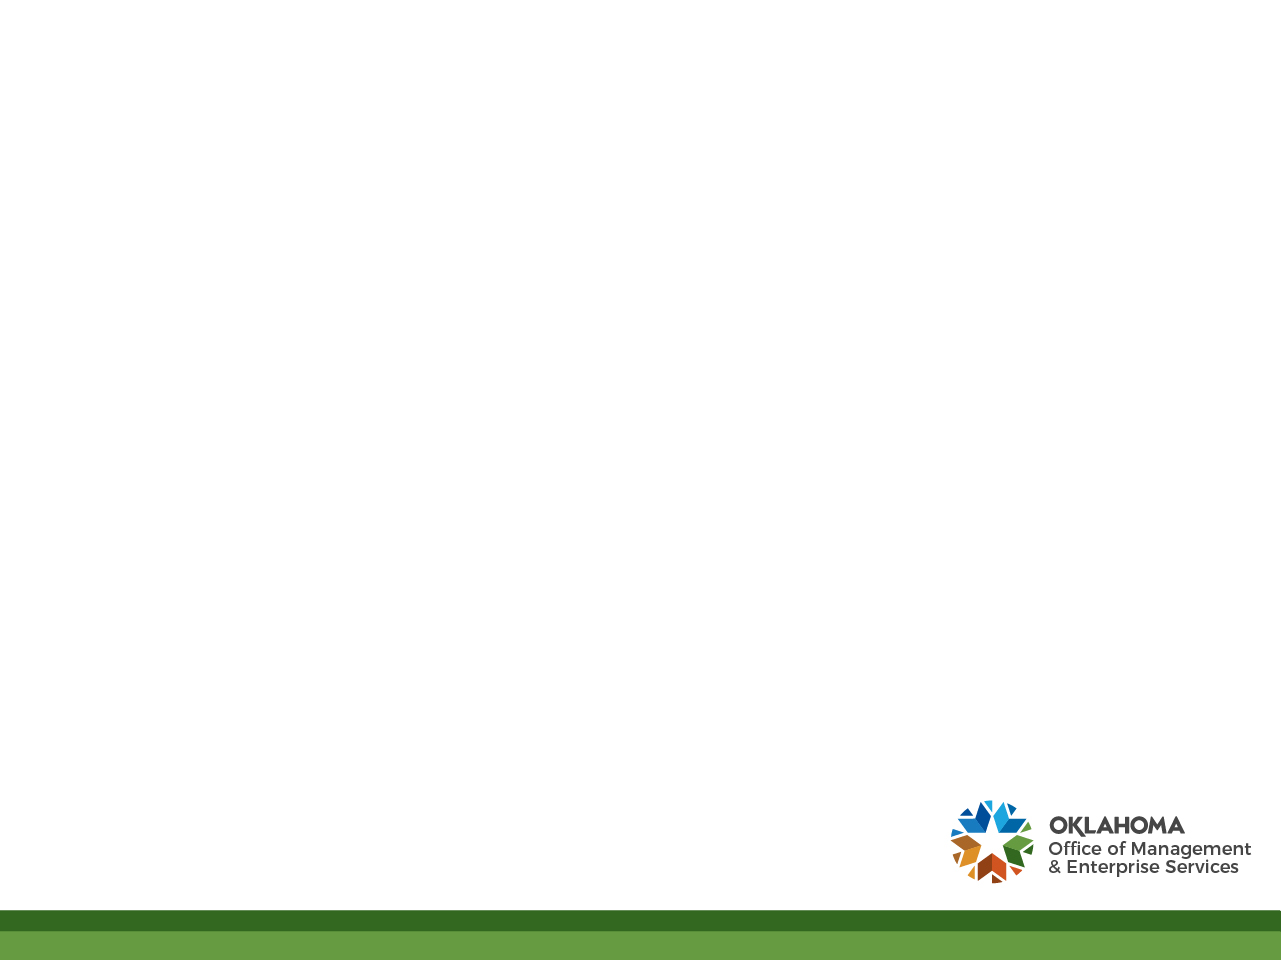 OKLAHOMA
Office of Management
& Enterprise Services